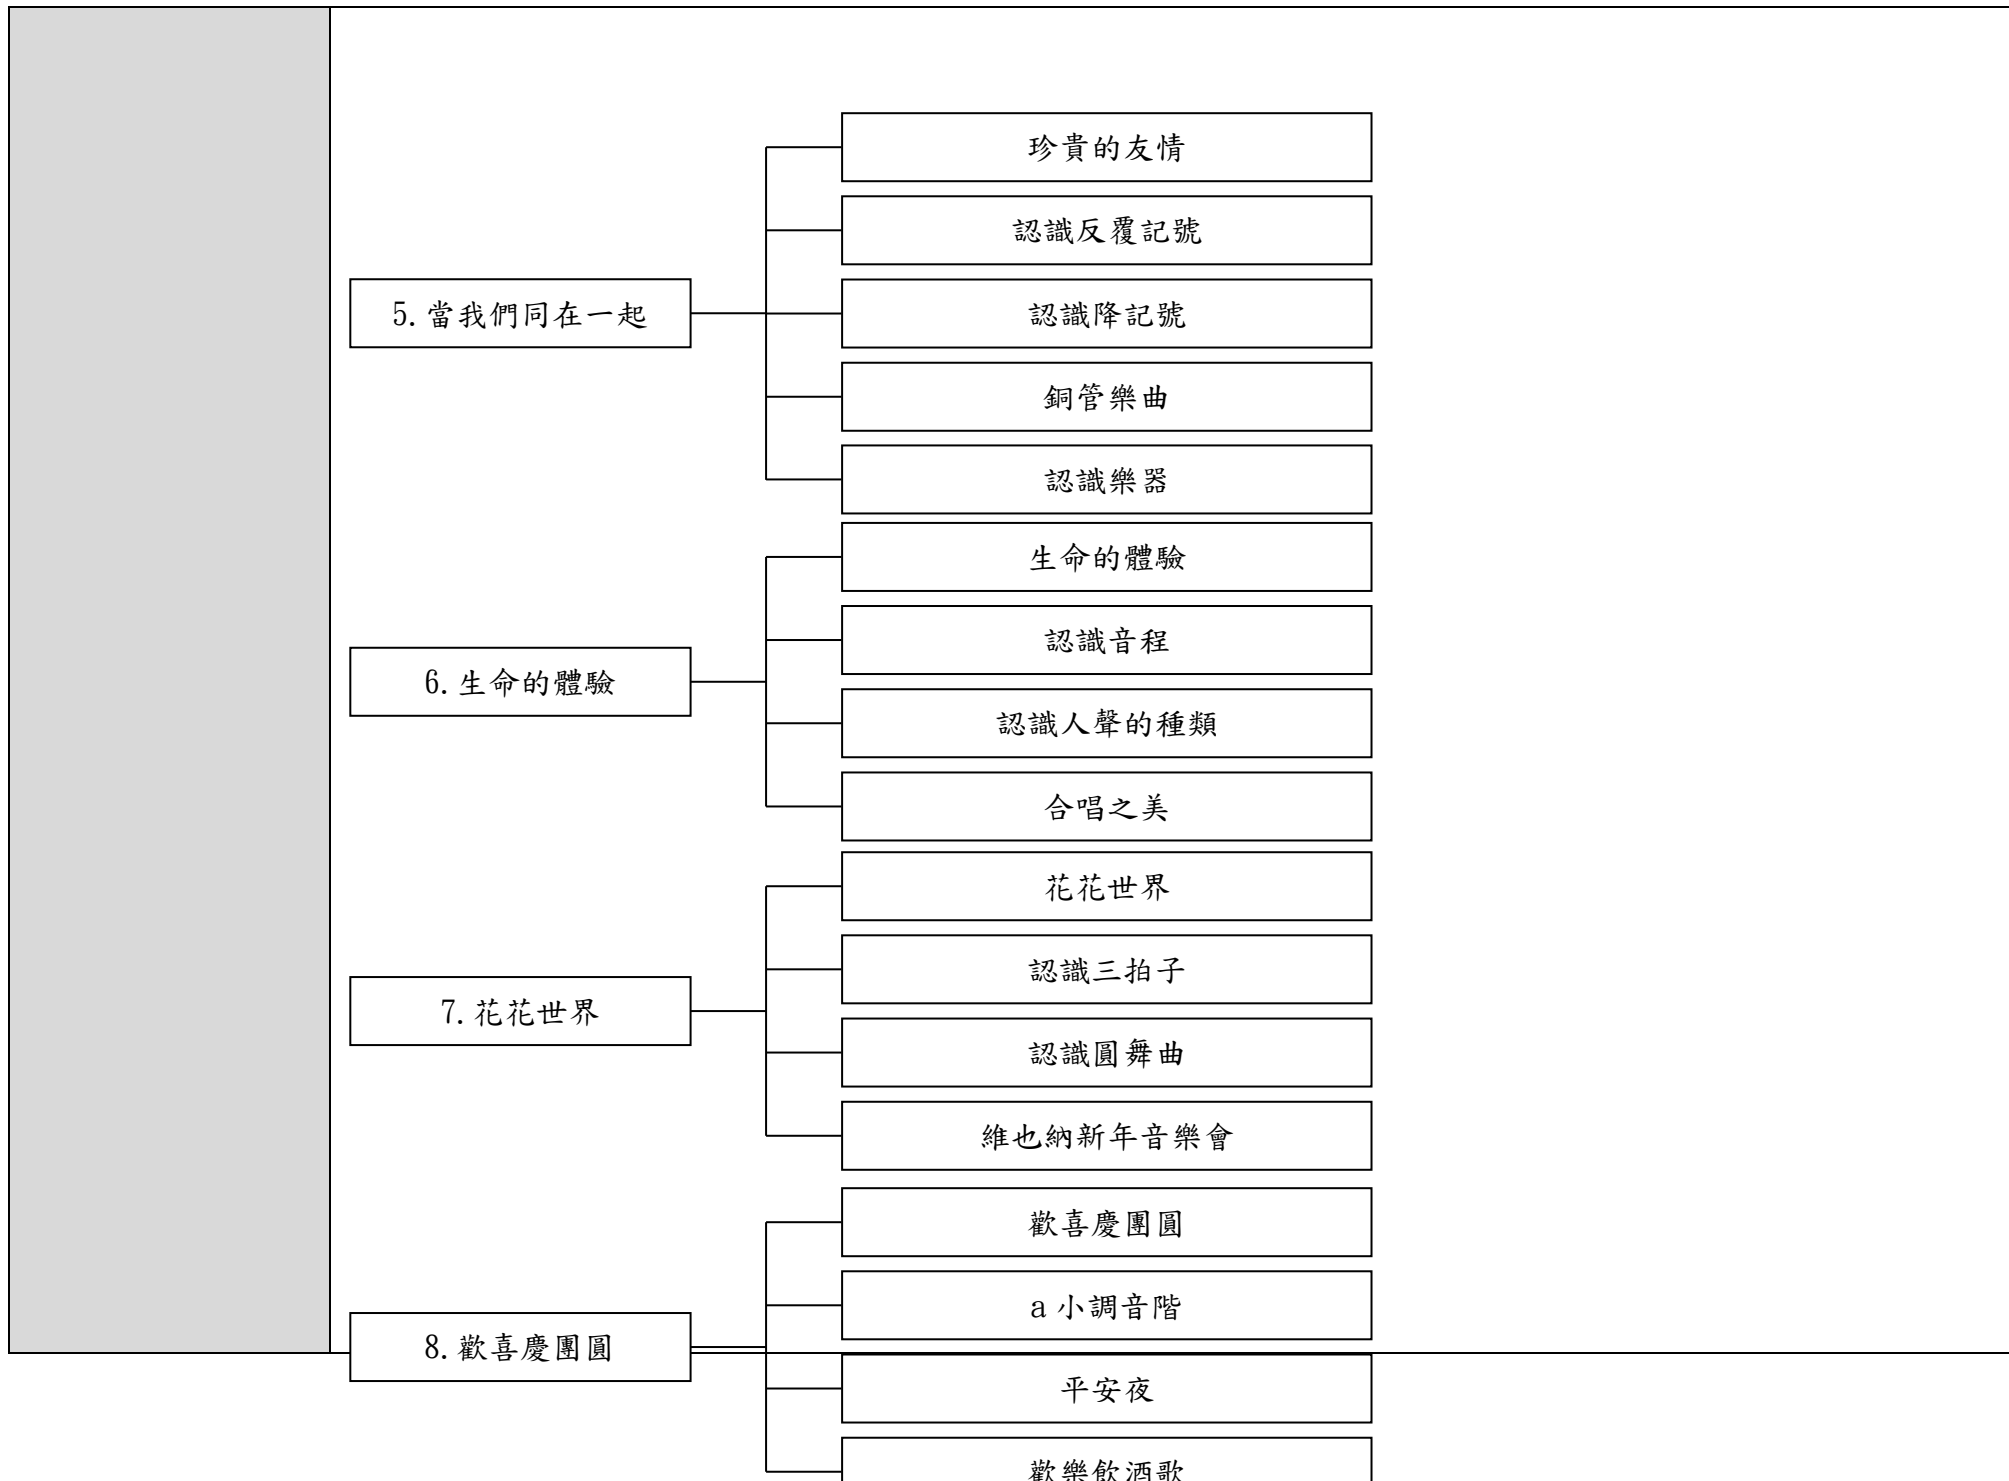 5.當我們同在一起
珍貴的友情
認識反覆記號
認識降記號
銅管樂曲
認識樂器
6.生命的體驗
生命的體驗
認識音程
認識人聲的種類
合唱之美
7.花花世界
花花世界
認識三拍子
認識圓舞曲
維也納新年音樂會
8.歡喜慶團圓
歡喜慶團圓
a小調音階
平安夜
歡樂飲酒歌